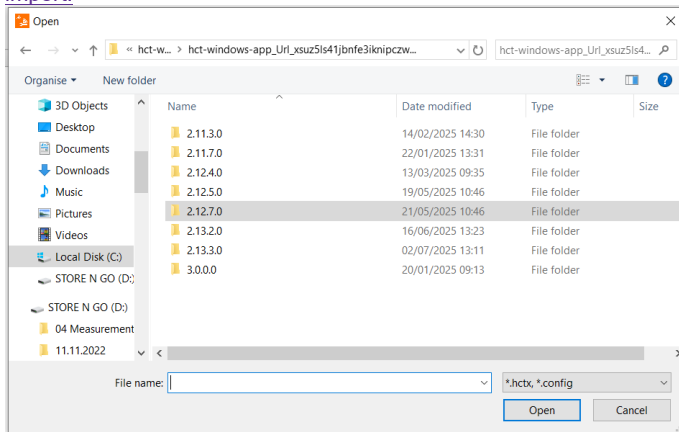 import.
Open
« hct-w... > hct-windows-app_Url_xsuz5ls41jbnfe3iknipczw...
hct-windows-app_Url_xsuz5ls4...
Organise
New folder
3D Objects
Desktop
Documents
Downloads
Music
Pictures
Videos
Local Disk (C:)
STORE N GO (D:)
STORE N GO (D:)
04 Measurement
11.11.2022
Name Date modified Type Size
2.11.3.0 14/02/2025 14:30 File folder
2.11.7.0 22/01/2025 13:31 File folder
2.12.4.0 13/03/2025 09:35 File folder
2.12.5.0 19/05/2025 10:46 File folder
2.12.7.0 21/05/2025 10:46 File folder
2.13.2.0 16/06/2025 13:23 File folder
2.13.3.0 02/07/2025 13:11 File folder
3.0.0.0 20/01/2025 09:13 File folder
File name:
*.hctx, *.config
Open
Cancel